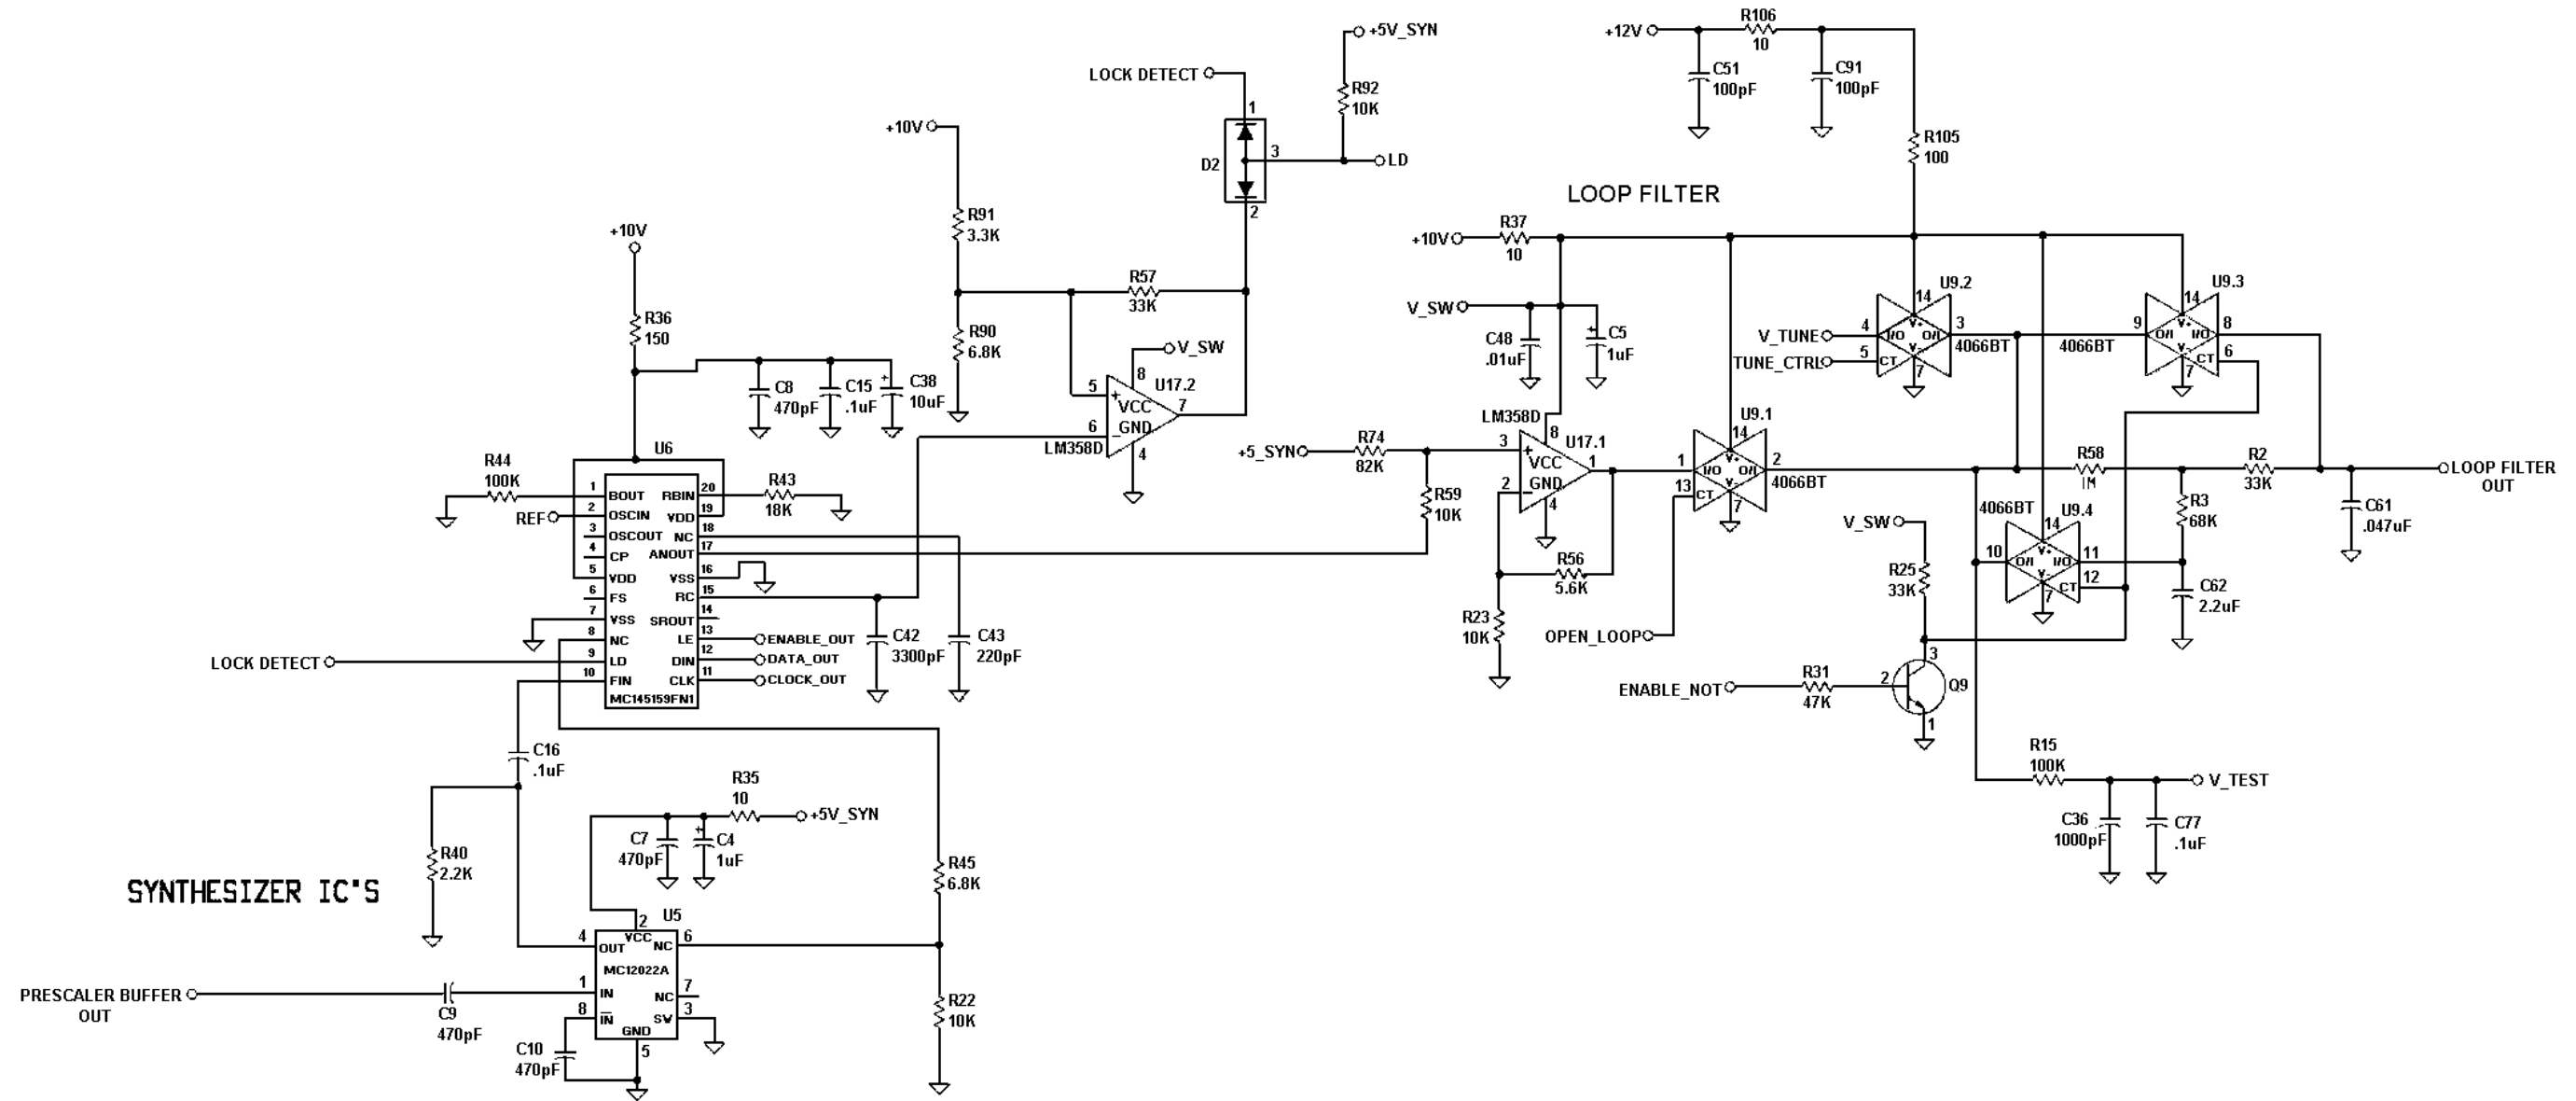 SYNTHESIZER IC'S
+10V
R36
150
C8
470pF
C15
.1uF
+
C38
10uF
U6
R44
100K
R43
18K
REF
1
2
3
4
5
6
7
8
9
10
BOUT
OSCIN
OSCOUT
CP
VDD
FS
VSS
NC
LD
FIN
RBIN
VDD
NC
ANOUT
VSS
RC
SROUT
LE
DIN
CLK
20
19
18
17
16
15
14
13
12
11
MC145159FN1
ENABLE_OUT
DATA_OUT
CLOCK_OUT
C42
3300pF
C43
220pF
LOCK DETECT
C16
.1uF
R40
2.2K
R35
10
+5V_SYN
C7
470pF
+
C4
1uF
R45
6.8K
R22
10K
U5
2
VCC
4
OUT
NC
6
MC12022A
1
IN
NC
7
8
IN
SW
3
GND
5
PRESCALER BUFFER
OUT
C9
470pF
C10
470pF
+10V
R91
3.3K
R90
6.8K
R57
33K
LOCK DETECT
+5V_SYN
R92
10K
1
D2
3
LD
2
V_SW
8
U17.2
5
+
VCC
7
6
GND
LM358D
4
LOOP FILTER
+12V
R106
10
C51
100pF
C91
100pF
R105
100
+10V
R37
10
V_SW
C48
.01uF
+
C5
1uF
+5_SYN
R74
82K
R59
10K
LM358D
8
U17.1
3
+
VCC
1
2
GND
4
R56
5.6K
R23
10K
U9.1
14
V+
1
I/O
O/I
2
13
CT
V-
7
4066BT
OPEN_LOOP
U9.2
14
V+
V_TUNE
4
I/O
O/I
3
TUNE_CTRL
5
CT
V-
7
4066BT
U9.3
14
V+
4066BT
9
O/I
I/O
8
V-
CT
6
7
R58
1M
R2
33K
R3
68K
LOOP FILTER
OUT
C61
.047uF
C62
2.2uF
4066BT
U9.4
14
V+
10
O/I
I/O
11
V-
CT
12
7
V_SW
R25
33K
ENABLE_NOT
R31
47K
2
3
Q9
1
R15
100K
V_TEST
C36
1000pF
C77
.1uF